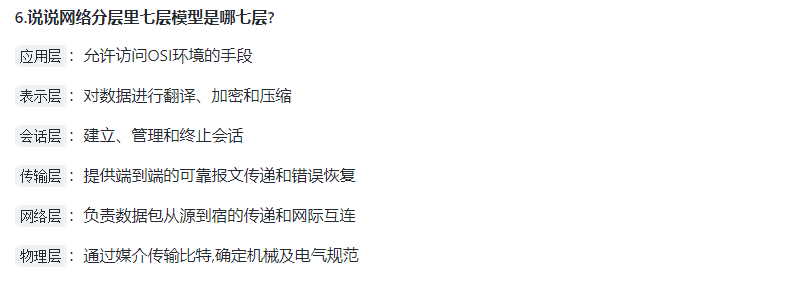 6.说说网络分层里七层模型是哪七层?
应用层：允许访问OSI环境的手段
表示层：对数据进行翻译、加密和压缩
会话层：建立、管理和终止会话
传输层：提供端到端的可靠报文传递和错误恢复
网络层：负责数据包从源到宿的传递和网际互连
物理层：通过媒介传输比特,确定机械及电气规范